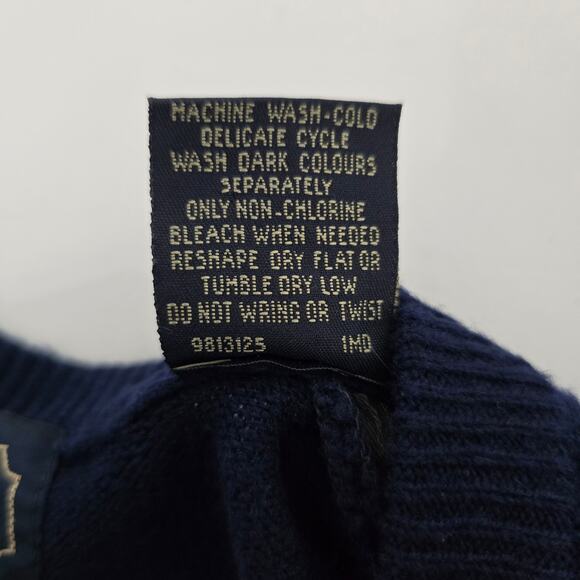 MACHINE WASH-COLD
DELICATE CYCLE
WASH DARK COLOURS
SEPARATELY
ONLY NON-CHLORINE
BLEACH WHEN NEEDED
RESHAPE DRY FLAT OR
TUMBLE DRY LOW
DO NOT WRING OR TWIST
9813125 1MD